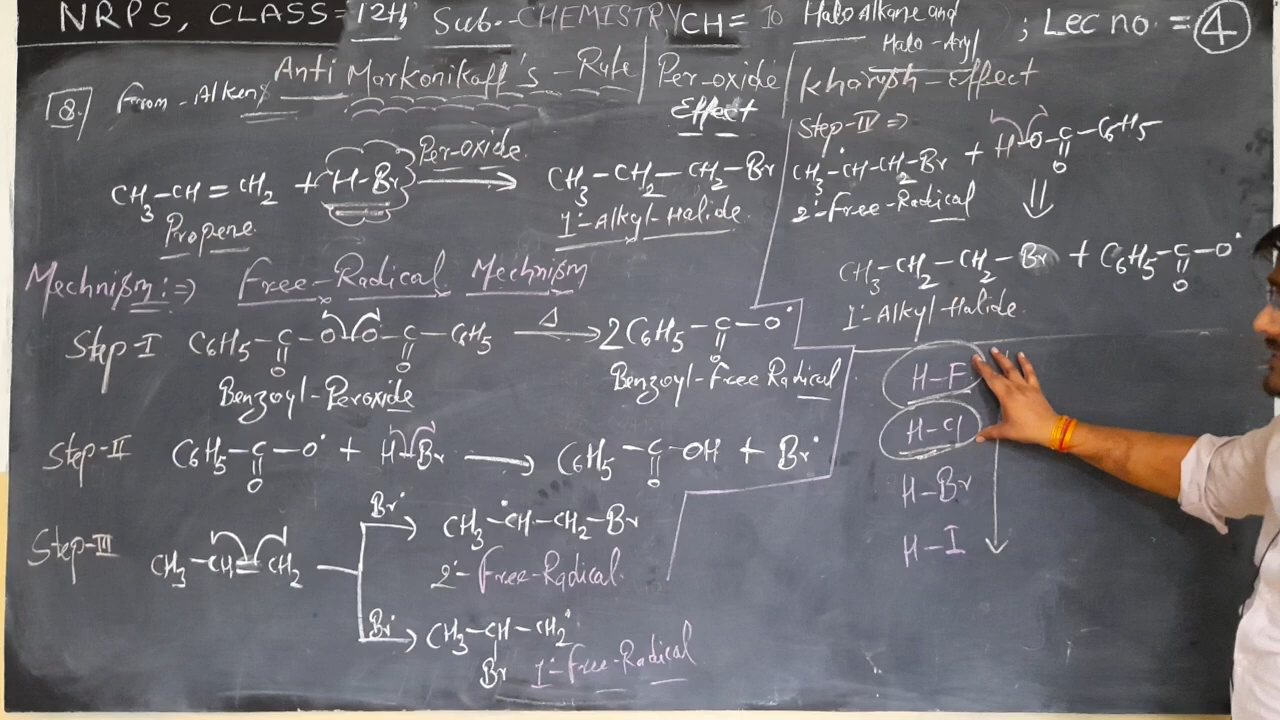 NRPS, CLASS=12th Sub.-CHEMISTRY, CH= 10 Halo Alkane and Halo-Aryl ; Lec no. = 4
8. From-Alkene Anti Markonikoff's-Rule/Per-oxide Effect/kharph-Effect
CH3-CH=CH2 + H-Br Per-oxide → CH3-CH2-CH2-Br
Propene 1°-Alkyl-Halide.
Mechnism:⇒ Free-Radical Mechnism
Step-I C6H5-C-O-O-C-C6H5 Δ → 2C6H5-C-O•
O O O
Benzoyl-Peroxide Benzoyl-Free Radical
Step-II C6H5-C-O• + H-Br → C6H5-C-OH + Br•
O O
Step-III CH3-CH=CH2
Br• → CH3-•CH-CH2-Br
2°-Free-Radical.
Br• → CH3-CH-CH2•
Br 1°-Free-Radical
Step-IV ⇒
CH3-•CH-CH2-Br + H-O-C-C6H5
O
2°-Free-Radical ⇓
CH3-CH2-CH2-Br + C6H5-C-O•
O
1°-Alkyl-Halide.
H-F
H-Cl
H-Br
H-I